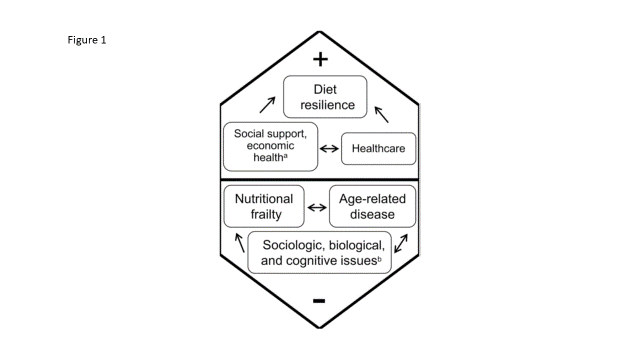 Figure 1
+
Diet
resilience
Social support,
economic
healthᵃ
Healthcare
Nutritional
frailty
Age-related
disease
Sociologic, biological,
and cognitive issuesᵇ
-